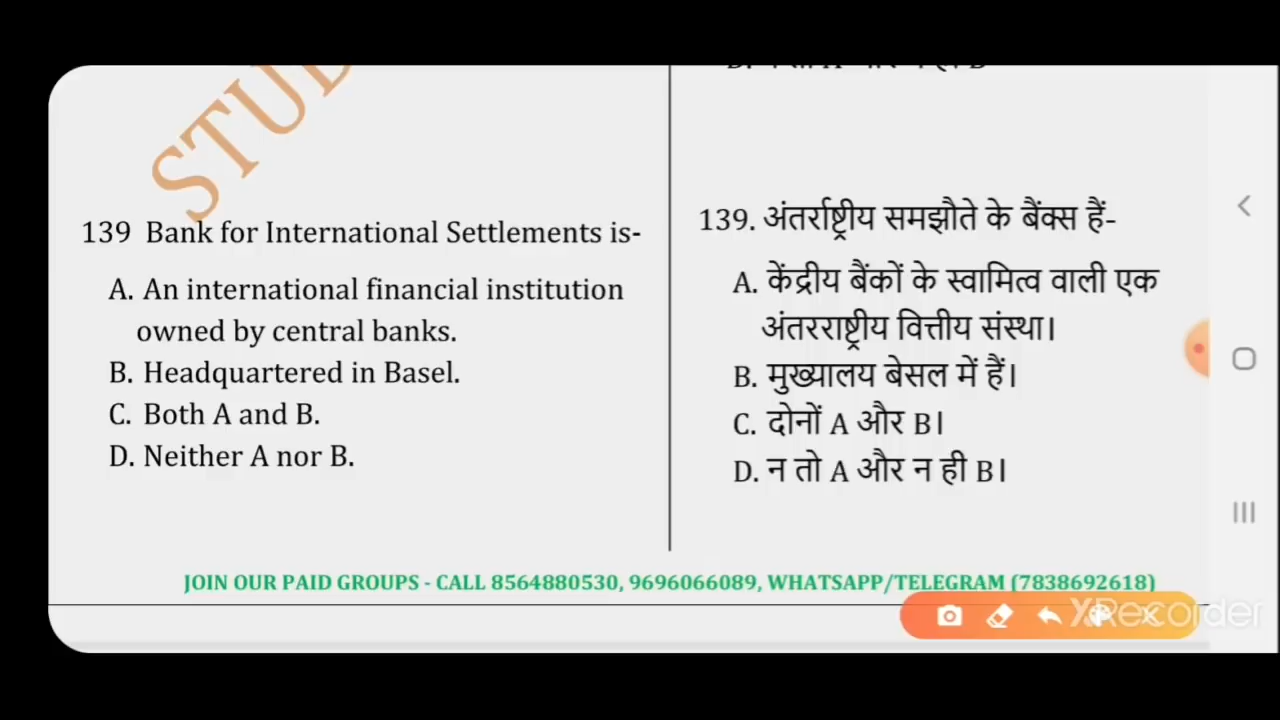 STU
139 Bank for International Settlements is-
A. An international financial institution
owned by central banks.
B. Headquartered in Basel.
C. Both A and B.
D. Neither A nor B.
139. अंतर्राष्ट्रीय समझौते के बैंक्स हैं-
A. केंद्रीय बैंकों के स्वामित्व वाली एक
अंतरराष्ट्रीय वित्तीय संस्था।
B. मुख्यालय बेसल में हैं।
C. दोनों A और B।
D. न तो A और न ही B।
JOIN OUR PAID GROUPS - CALL 8564880530, 9696066089, WHATSAPP/TELEGRAM (7838692618)
XRecorder